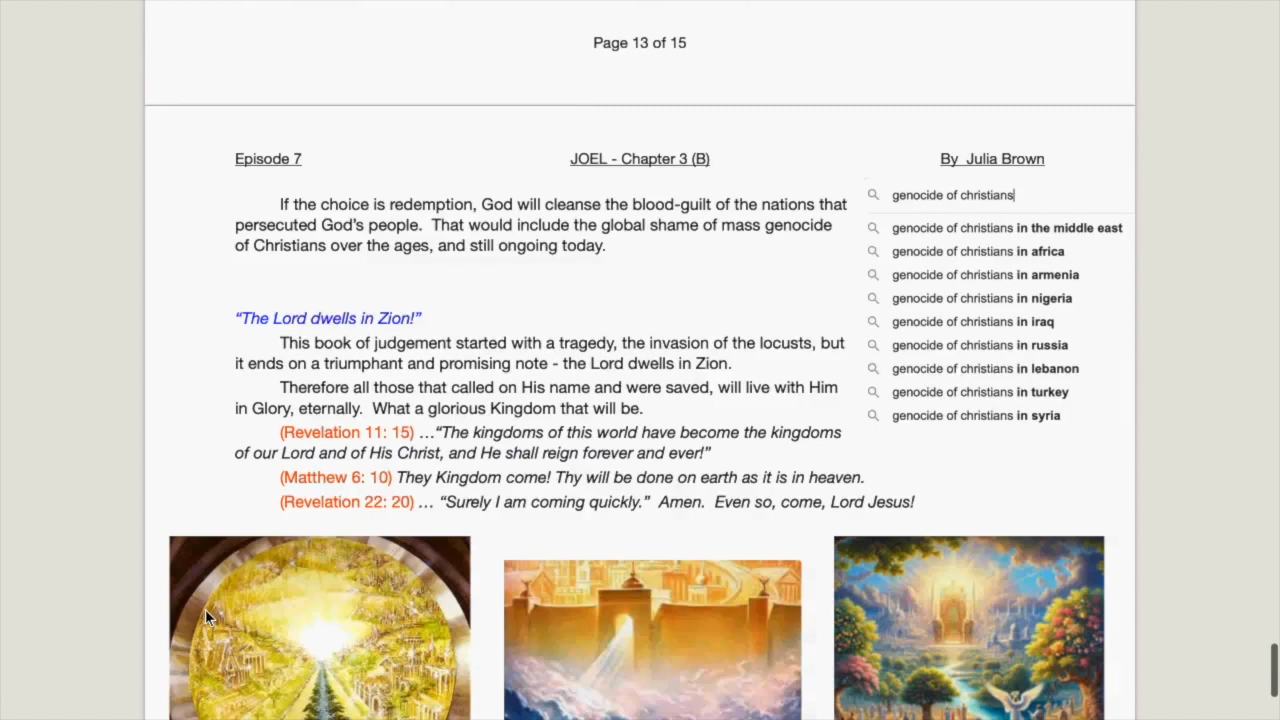 Page 13 of 15
Episode 7
JOEL - Chapter 3 (B)
By  Julia Brown
If the choice is redemption, God will cleanse the blood-guilt of the nations that
persecuted God’s people.  That would include the global shame of mass genocide
of Christians over the ages, and still ongoing today.
genocide of christians
genocide of christians in the middle east
genocide of christians in africa
genocide of christians in armenia
genocide of christians in nigeria
genocide of christians in iraq
genocide of christians in russia
genocide of christians in lebanon
genocide of christians in turkey
genocide of christians in syria
“The Lord dwells in Zion!”
This book of judgement started with a tragedy, the invasion of the locusts, but
it ends on a triumphant and promising note - the Lord dwells in Zion.
Therefore all those that called on His name and were saved, will live with Him
in Glory, eternally.  What a glorious Kingdom that will be.
(Revelation 11: 15) …“The kingdoms of this world have become the kingdoms
of our Lord and of His Christ, and He shall reign forever and ever!”
(Matthew 6: 10) They Kingdom come! Thy will be done on earth as it is in heaven.
(Revelation 22: 20) … “Surely I am coming quickly.”  Amen.  Even so, come, Lord Jesus!